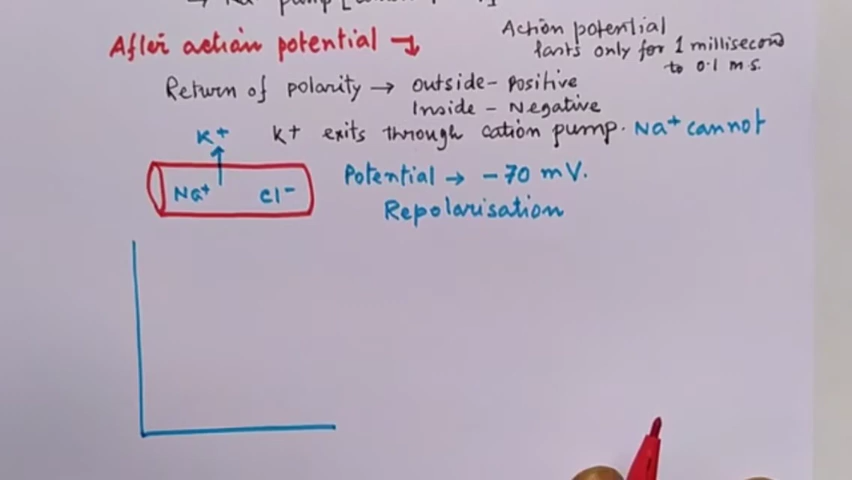 pump
After action potential
Action potential
lasts only for 1 millisecond
to 0.1 m.s.
Return of polarity → outside - Positive
Inside - Negative
K+ exits through cation pump. Na+ cannot
K+
Na+ Cl-
Potential → -70 mV.
Repolarisation